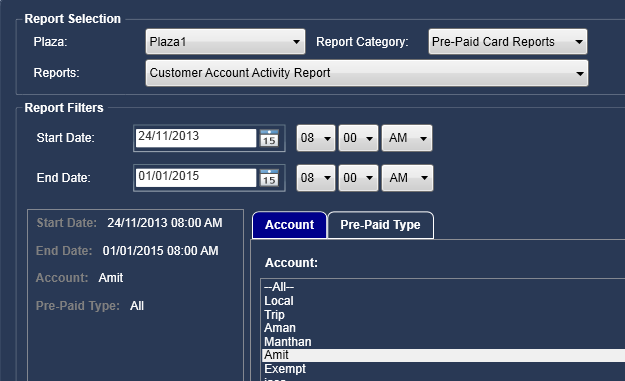 Report Selection
Plaza: Plaza1 Report Category: Pre-Paid Card Reports
Reports: Customer Account Activity Report
Report Filters
Start Date: 24/11/2013 15 08 00 AM
End Date: 01/01/2015 15 08 00 AM
Start Date: 24/11/2013 08:00 AM
End Date: 01/01/2015 08:00 AM
Account: Amit
Pre-Paid Type: All
Account Pre-Paid Type
Account:
--All--
Local
Trip
Aman
Manthan
Amit
Exempt